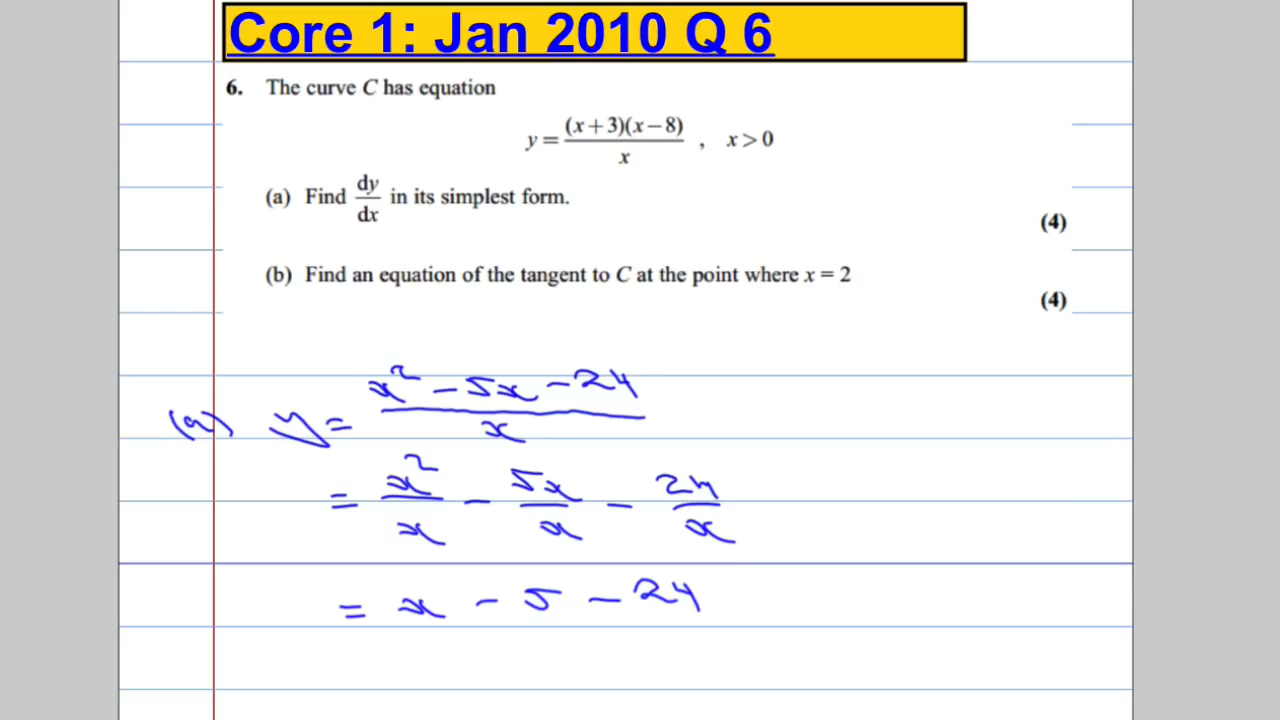 Core 1: Jan 2010 Q 6
6. The curve C has equation
y = (x+3)(x−8) / x , x > 0
(a) Find dy/dx in its simplest form.
(4)
(b) Find an equation of the tangent to C at the point where x = 2
(4)
(a) y = x² − 5x − 24 / x
= x²/x − 5x/x − 24/x
= x − 5 − 24